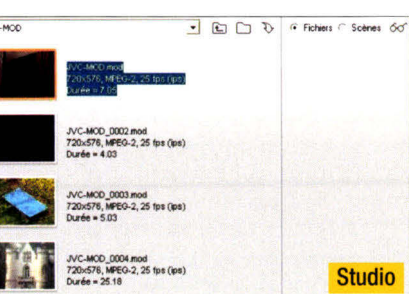 -MOD
Fichiers Scènes
JVC-MOD.mod
720x576, MPEG-2, 25 fps (ips)
Durée = 7.05
JVC-MOD_0002.mod
720x576, MPEG-2, 25 fps (ips)
Durée = 4.03
JVC-MOD_0003.mod
720x576, MPEG-2, 25 fps (ips)
Durée = 5.03
JVC-MOD_0004.mod
720x576, MPEG-2, 25 fps (ips)
Durée = 25.18
Studio